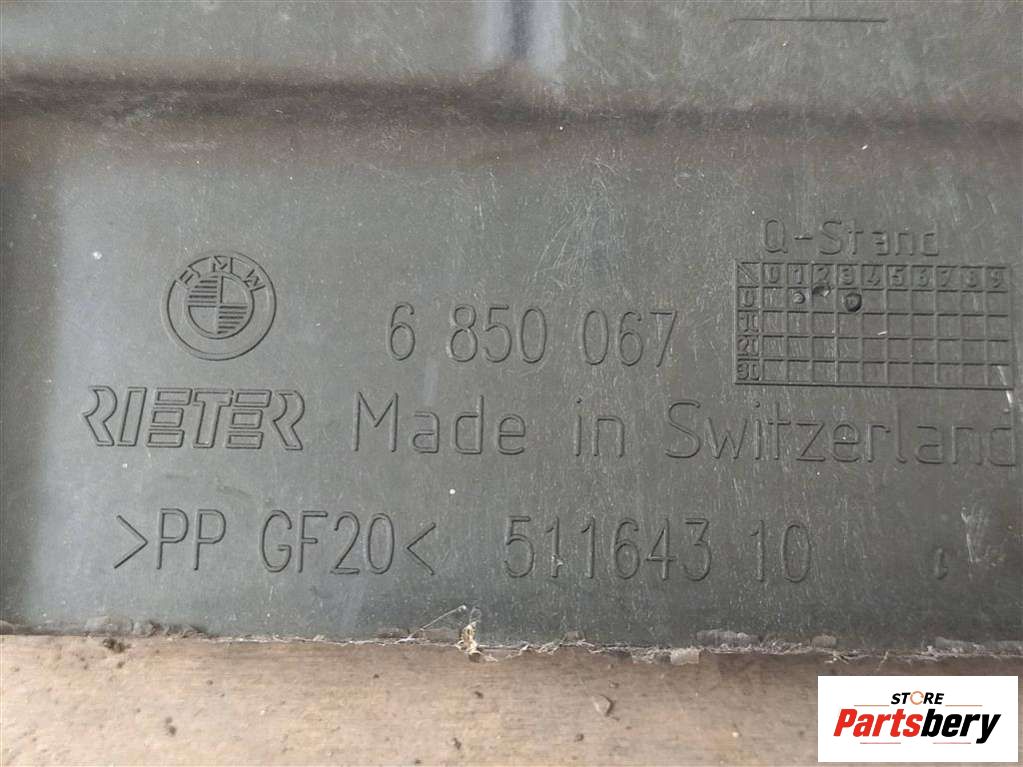 Q-Stand
0 1 2 3 4 5 6 7 8 9
0
10
20
30
BMW
6 850 067
RIETER Made in Switzerland
>PP GF20< 511643 10
STORE
Partsbery